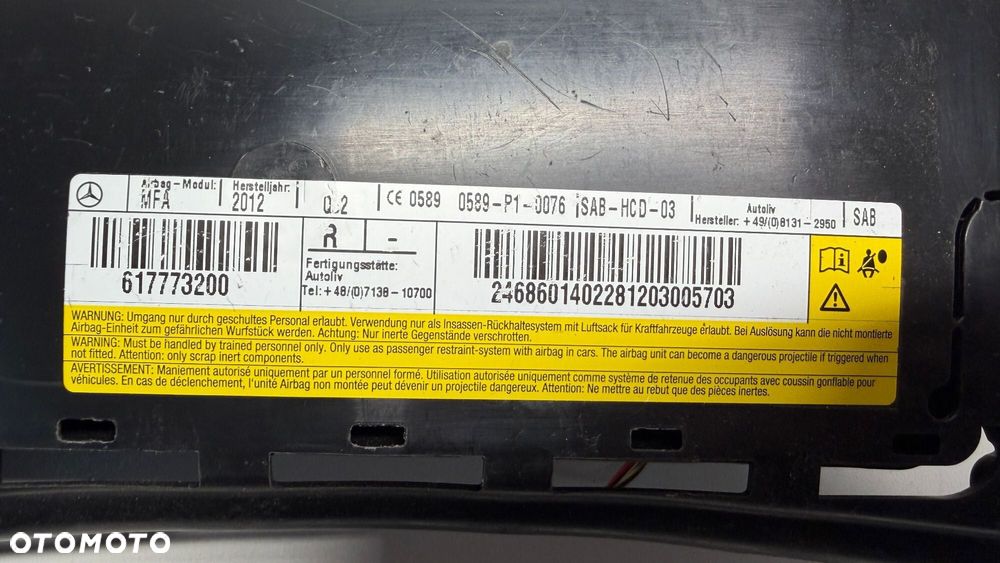 Airbag-Modul:
MFA
Herstelljahr:
2012
CE 0589
0589-P1-0076
SAB-HCD-03
Autoliv
Hersteller: +49/(0)8131-2950
SAB
R
-
617773200
Fertigungsstätte:
Autoliv
Tel:+48/(0)7138-10700
2468601402281203005703
WARNUNG: Umgang nur durch geschultes Personal erlaubt. Verwendung nur als Insassen-Rückhaltesystem mit Luftsack für Kraftfahrzeuge erlaubt. Bei Auslösung kann die nicht montierte
Airbag-Einheit zum gefährlichen Wurfstück werden. Achtung: Nur inerte Gegenstände verschrotten.
WARNING: Must be handled by trained personnel only. Only use as passenger restraint-system with airbag in cars. The airbag unit can become a dangerous projectile if triggered when
not fitted. Attention: only scrap inert components.
AVERTISSEMENT: Maniement autorisé uniquement par un personnel formé. Utilisation autorisée uniquement comme système de retenue des occupants avec coussin gonflable pour
véhicules. En cas de déclenchement, l'unité Airbag non montée peut dévenir un projectile dangereux. Attention: Ne mettre au rebut que des pièces inertes.
OTOMOTO